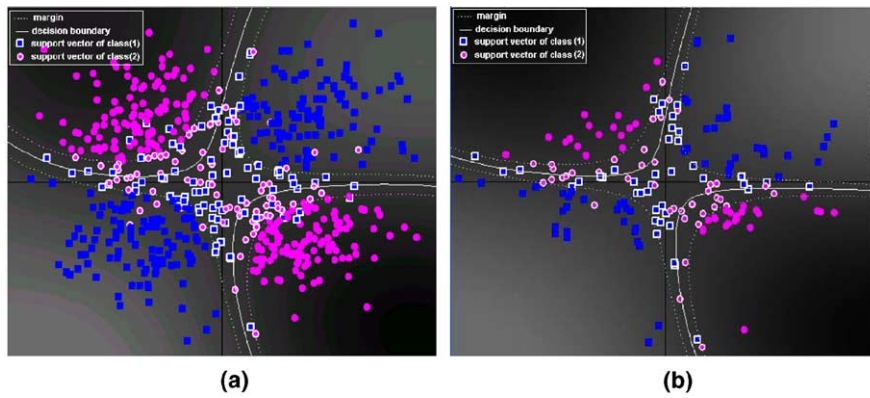 margin
decision boundary
support vector of class(1)
support vector of class(2)
margin
decision boundary
support vector of class (1)
support vector of class (2)
(a)
(b)